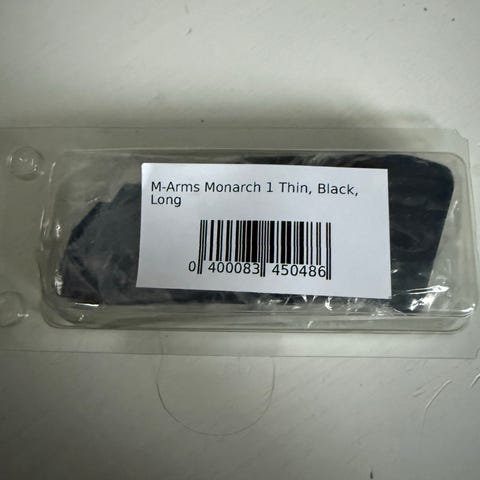 M-Arms Monarch 1 Thin, Black,
Long
0 400083 450486